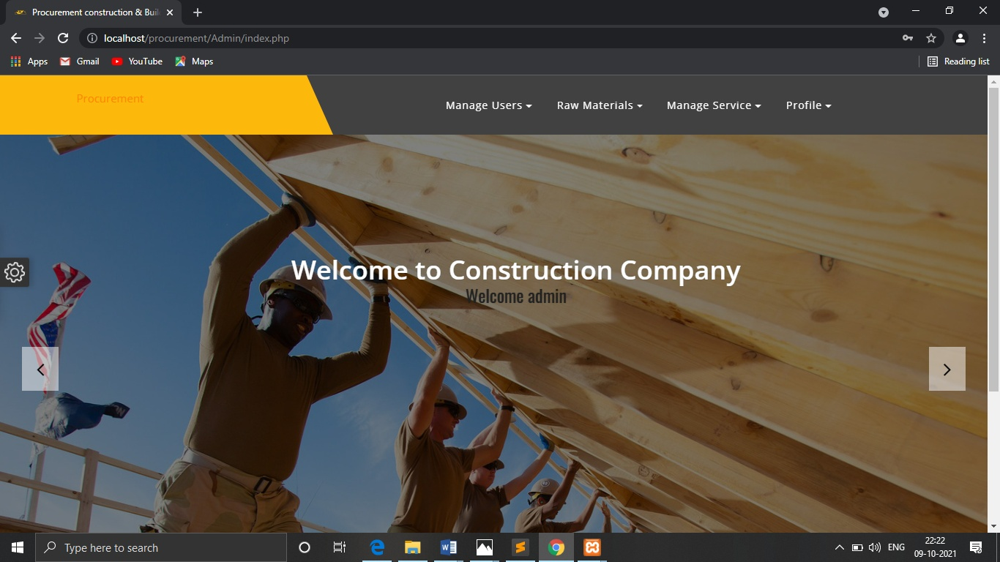 Procurement construction & Buil
localhost/procurement/Admin/index.php
Apps Gmail YouTube Maps Reading list
Procurement
Manage Users Raw Materials Manage Service Profile
Welcome to Construction Company
Welcome admin
Type here to search
ENG
22:22
09-10-2021